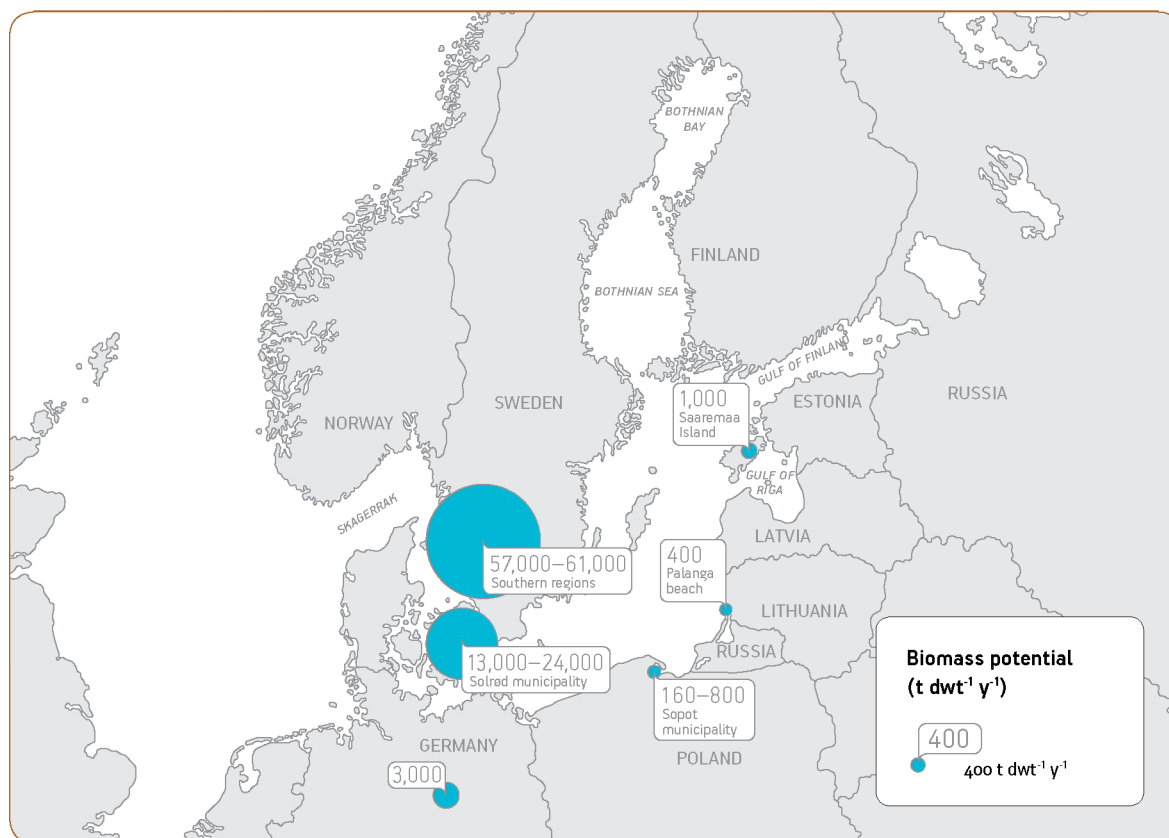 BOTHNIAN
BAY
FINLAND
BOTHNIAN SEA
GULF OF FINLAND
1,000
Saaremaa
Island
ESTONIA
RUSSIA
SWEDEN
NORWAY
GULF OF
RIGA
SKAGERRAK
LATVIA
57,000–61,000
Southern regions
400
Palanga
beach
LITHUANIA
RUSSIA
13,000–24,000
Solrød municipality
160–800
Sopot
municipality
POLAND
GERMANY
3,000
Biomass potential
(t dwt⁻¹ y⁻¹)
400
400 t dwt⁻¹ y⁻¹